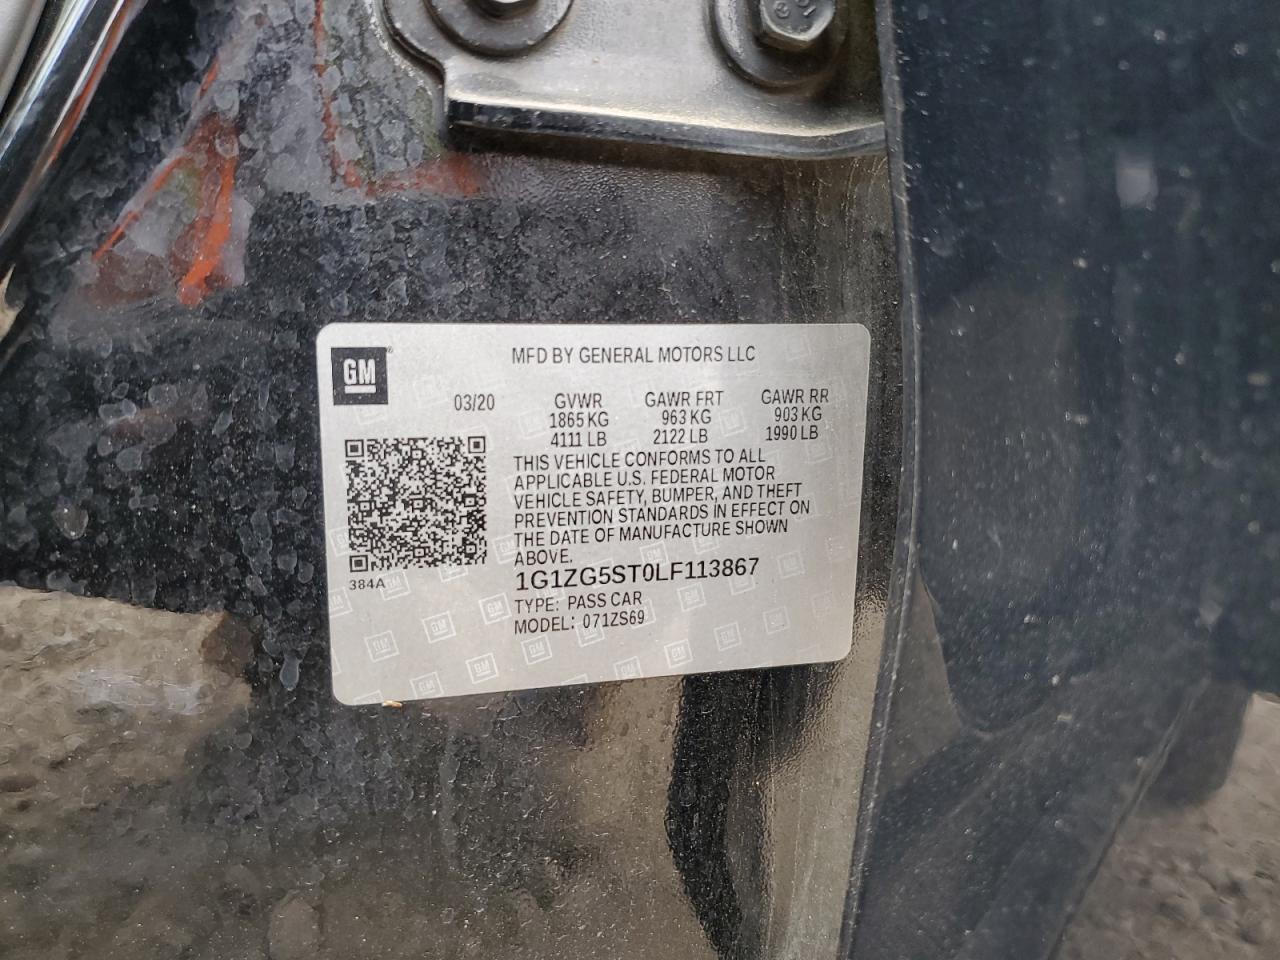 GM
MFD BY GENERAL MOTORS LLC
03/20
GVWR
1865 KG
4111 LB
GAWR FRT
963 KG
2122 LB
GAWR RR
903 KG
1990 LB
THIS VEHICLE CONFORMS TO ALL
APPLICABLE U.S. FEDERAL MOTOR
VEHICLE SAFETY, BUMPER, AND THEFT
PREVENTION STANDARDS IN EFFECT ON
THE DATE OF MANUFACTURE SHOWN
ABOVE.
384A
1G1ZG5ST0LF113867
TYPE: PASS CAR
MODEL: 071ZS69